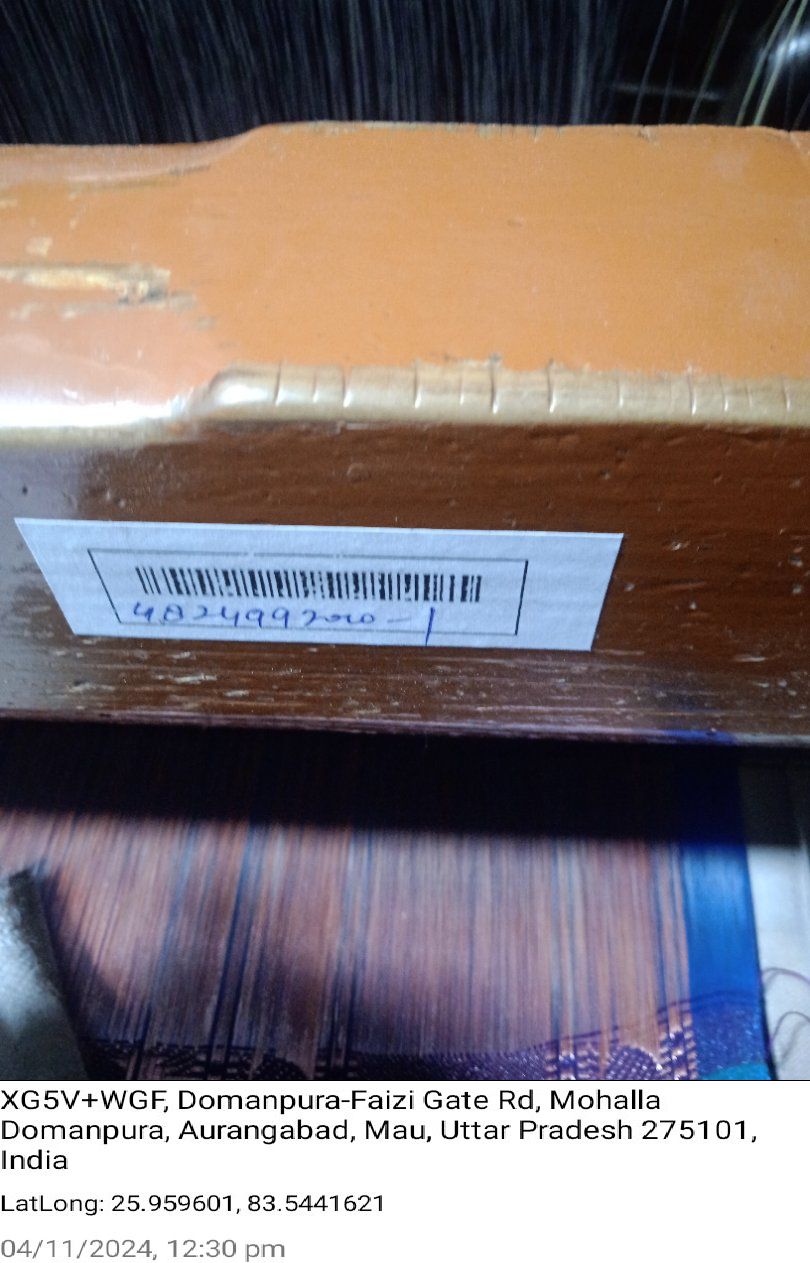 4824992020-1
XG5V+WGF, Domanpura-Faizi Gate Rd, Mohalla
Domanpura, Aurangabad, Mau, Uttar Pradesh 275101,
India
LatLong: 25.959601, 83.5441621
04/11/2024, 12:30 pm